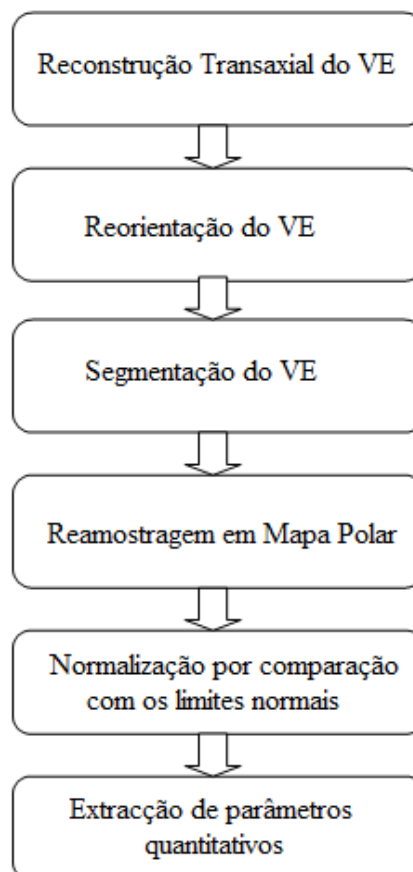 Reconstrução Transaxial do VE
Reorientação do VE
Segmentação do VE
Reamostragem em Mapa Polar
Normalização por comparação
com os limites normais
Extracção de parâmetros
quantitativos